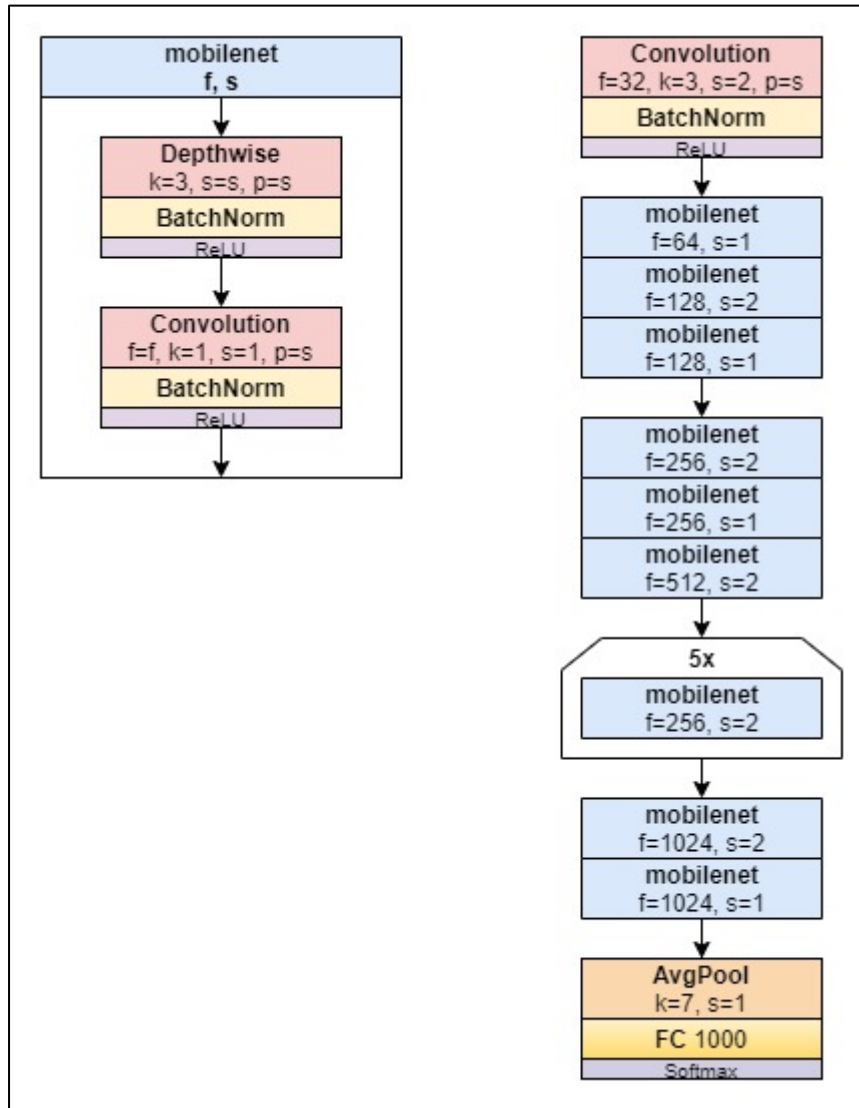 mobilenet
f, s
Depthwise
k=3, s=s, p=s
BatchNorm
ReLU
Convolution
f=f, k=1, s=1, p=s
BatchNorm
ReLU
Convolution
f=32, k=3, s=2, p=s
BatchNorm
ReLU
mobilenet
f=64, s=1
mobilenet
f=128, s=2
mobilenet
f=128, s=1
mobilenet
f=256, s=2
mobilenet
f=256, s=1
mobilenet
f=512, s=2
5x
mobilenet
f=256, s=2
mobilenet
f=1024, s=2
mobilenet
f=1024, s=1
AvgPool
k=7, s=1
FC 1000
Softmax